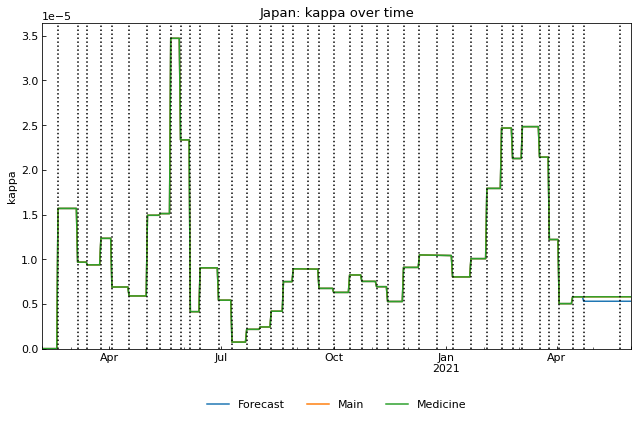 Japan: kappa over time
1e−5
3.5
3.0
2.5
2.0
1.5
1.0
0.5
0.0
kappa
Apr Jul Oct Jan Apr
2021
Forecast Main Medicine